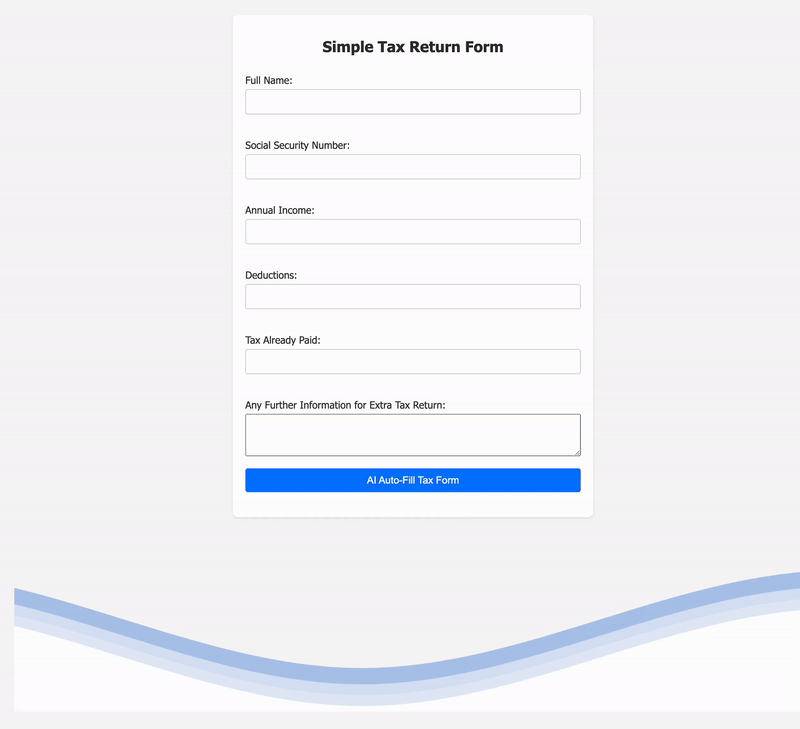 Simple Tax Return Form
Full Name:
Social Security Number:
Annual Income:
Deductions:
Tax Already Paid:
Any Further Information for Extra Tax Return:
AI Auto-Fill Tax Form